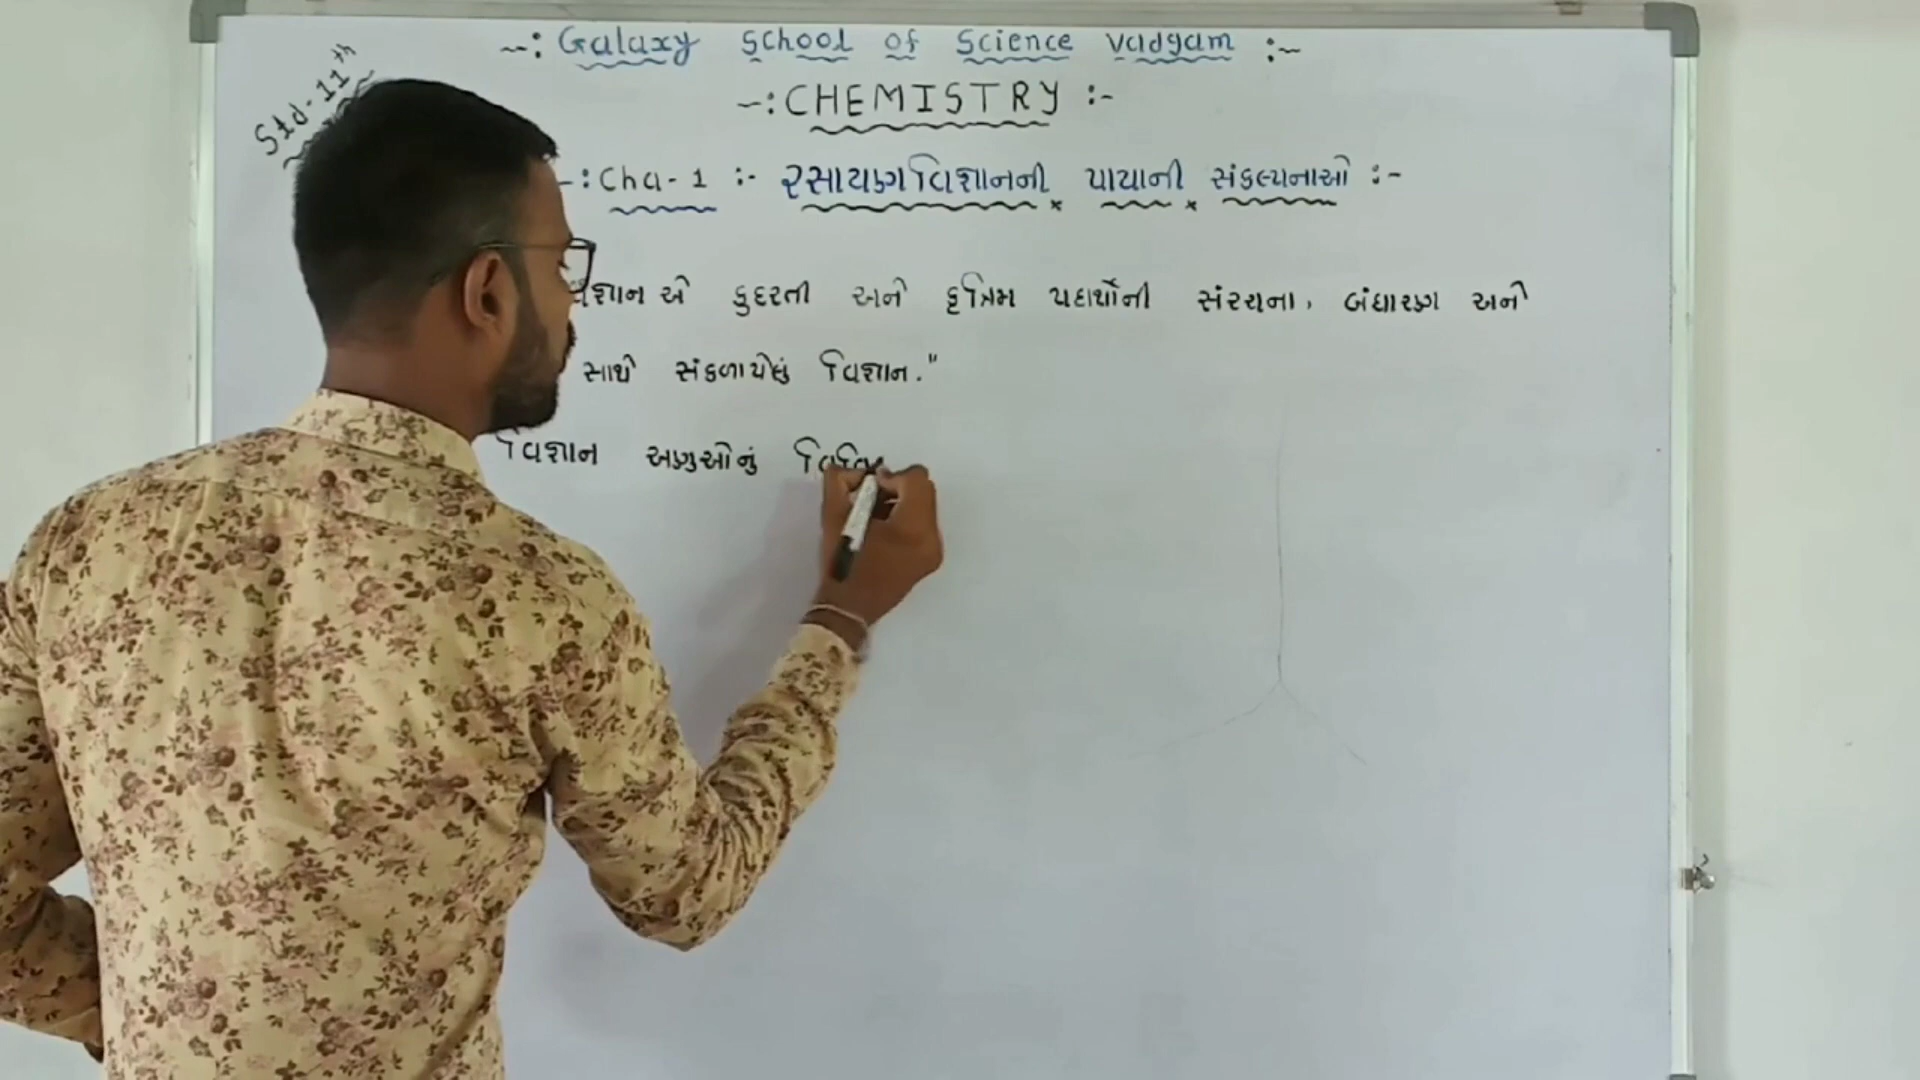 ~: Galaxy School of Science Vadgam :~
Std-11th
~: CHEMISTRY :-
-: Cha-1 :- રસાયણવિજ્ઞાનની પાયાની સંકલ્પનાઓ :-
વિજ્ઞાન એ કુદરતી અને કૃત્રિમ પદાર્થોની સંરચના, બંધારણ અને
સાથે સંકળાયેલું વિજ્ઞાન."
વિજ્ઞાન અણુઓનું